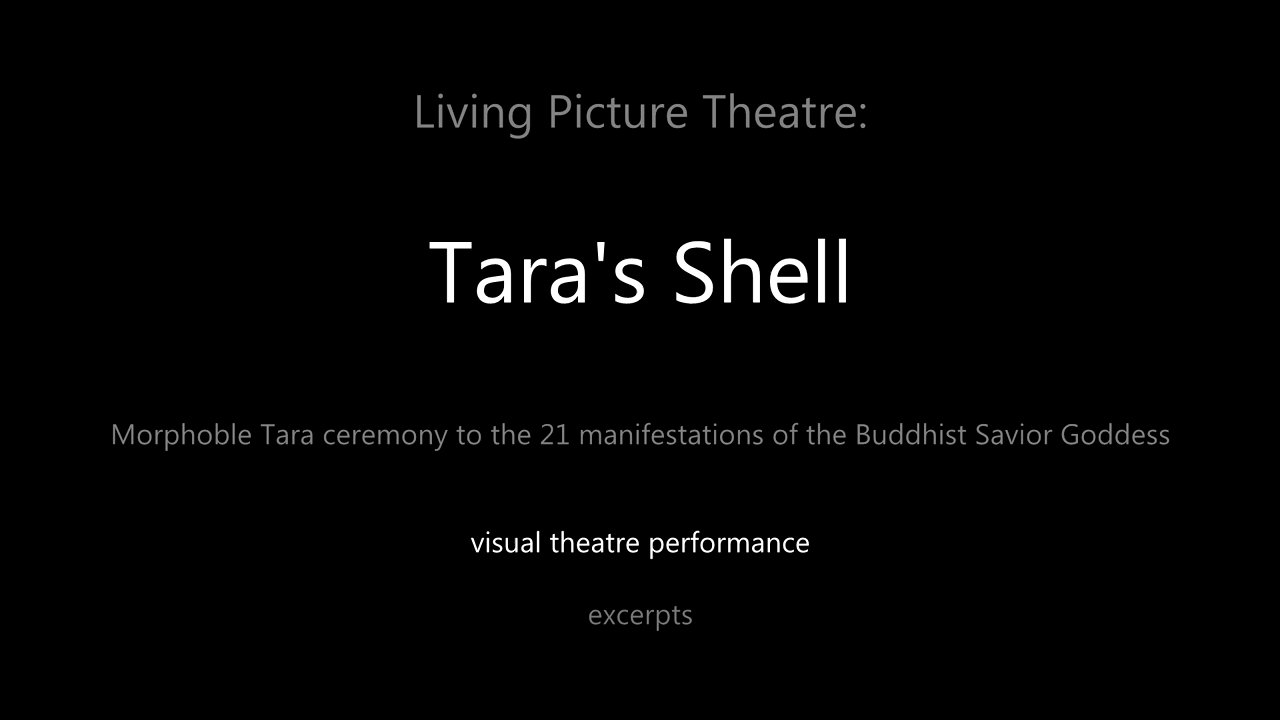 Living Picture Theatre:
Tara's Shell
Morphoble Tara ceremony to the 21 manifestations of the Buddhist Savior Goddess
visual theatre performance
excerpts